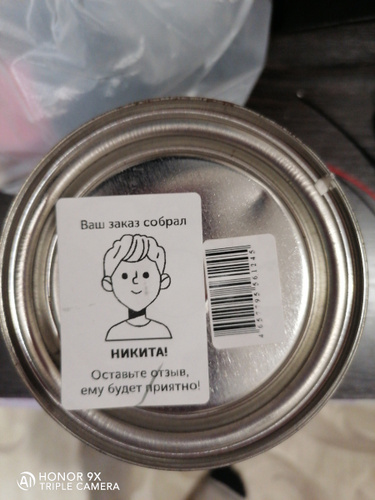 Ваш заказ собрал
НИКИТА!
Оставьте отзыв,
ему будет приятно!
HONOR 9X
TRIPLE CAMERA